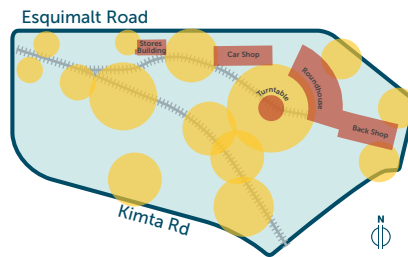 Esquimalt Road
Stores
Building
Car Shop
Roundhouse
Turntable
Back Shop
Kimta Rd
N